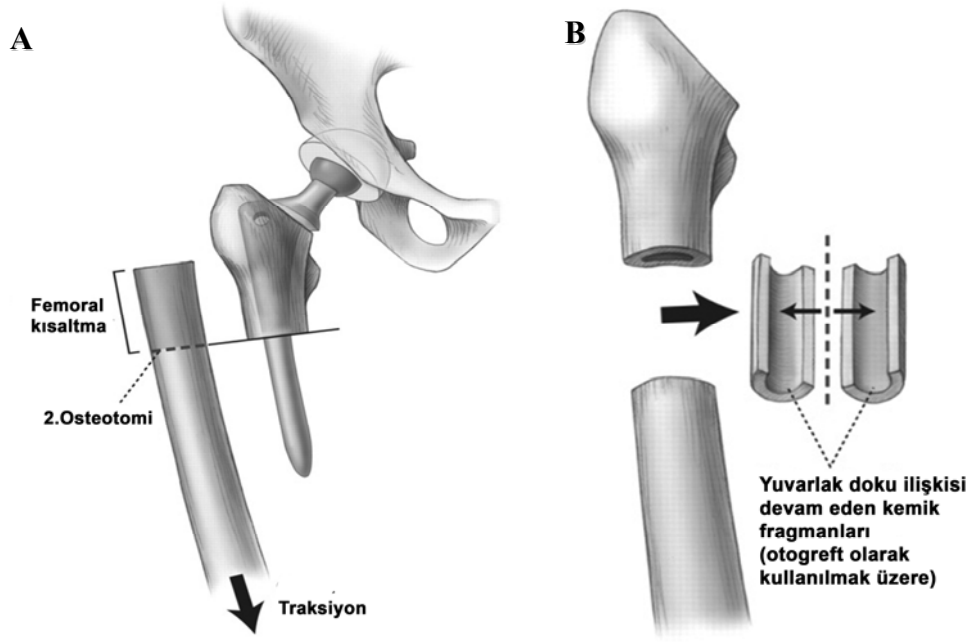 A
B
Femoral
kısaltma
2.Osteotomi
Traksiyon
Yuvarlak doku ilişkisi
devam eden kemik
fragmanları
(otogreft olarak
kullanılmak üzere)